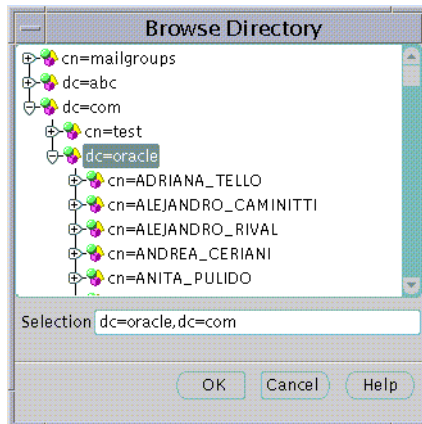 Browse Directory
cn=mailgroups
dc=abc
dc=com
cn=test
dc=oracle
cn=ADRIANA_TELLO
cn=ALEJANDRO_CAMINITTI
cn=ALEJANDRO_RIVAL
cn=ANDREA_CERIANI
cn=ANITA_PULIDO
Selection dc=oracle,dc=com
OK Cancel Help